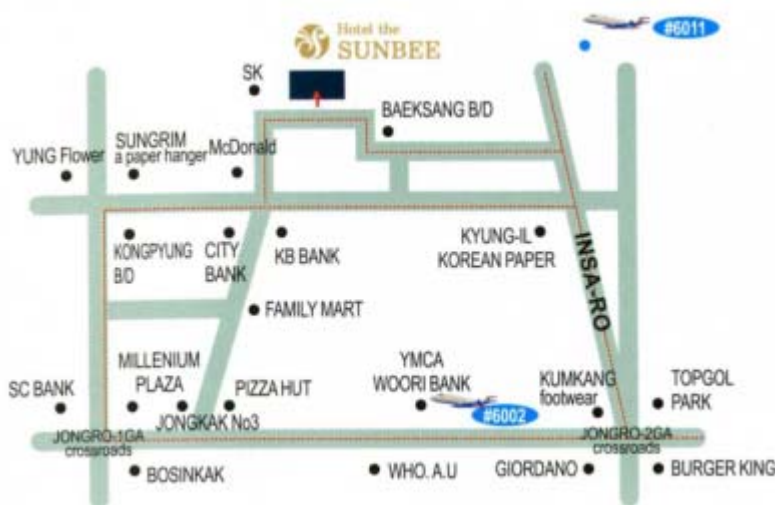 Hotel the
SUNBEE
#6011
SK
BAEKSANG B/D
SUNGRIM
a paper hanger
McDonald
YUNG Flower
KONGPYUNG
B/D
CITY
BANK
KB BANK
KYUNG-IL
KOREAN PAPER
INSA-RO
FAMILY MART
MILLENIUM
PLAZA
SC BANK
JONGKAK No3
PIZZA HUT
YMCA
WOORI BANK
#6002
KUMKANG
footwear
TOPGOL
PARK
JONGRO-1GA
crossroads
JONGRO-2GA
crossroads
BOSINKAK
WHO. A.U
GIORDANO
BURGER KING